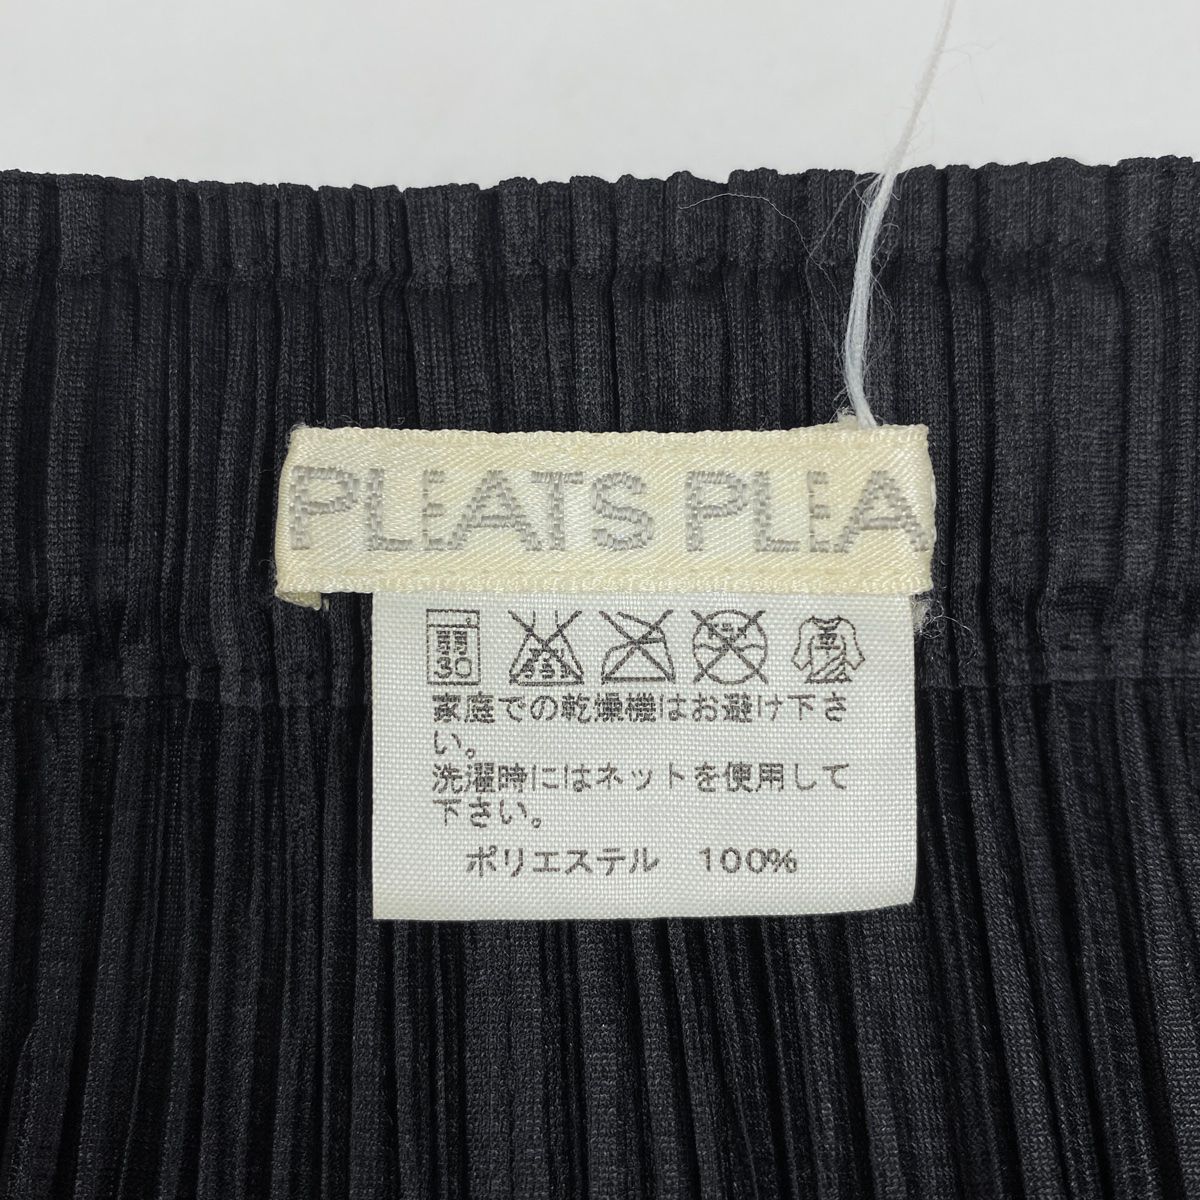 PLEATS PLEA
弱
30
家庭での乾燥機はお避け下さ
い。
洗濯時にはネットを使用して
下さい。
ポリエステル 100%